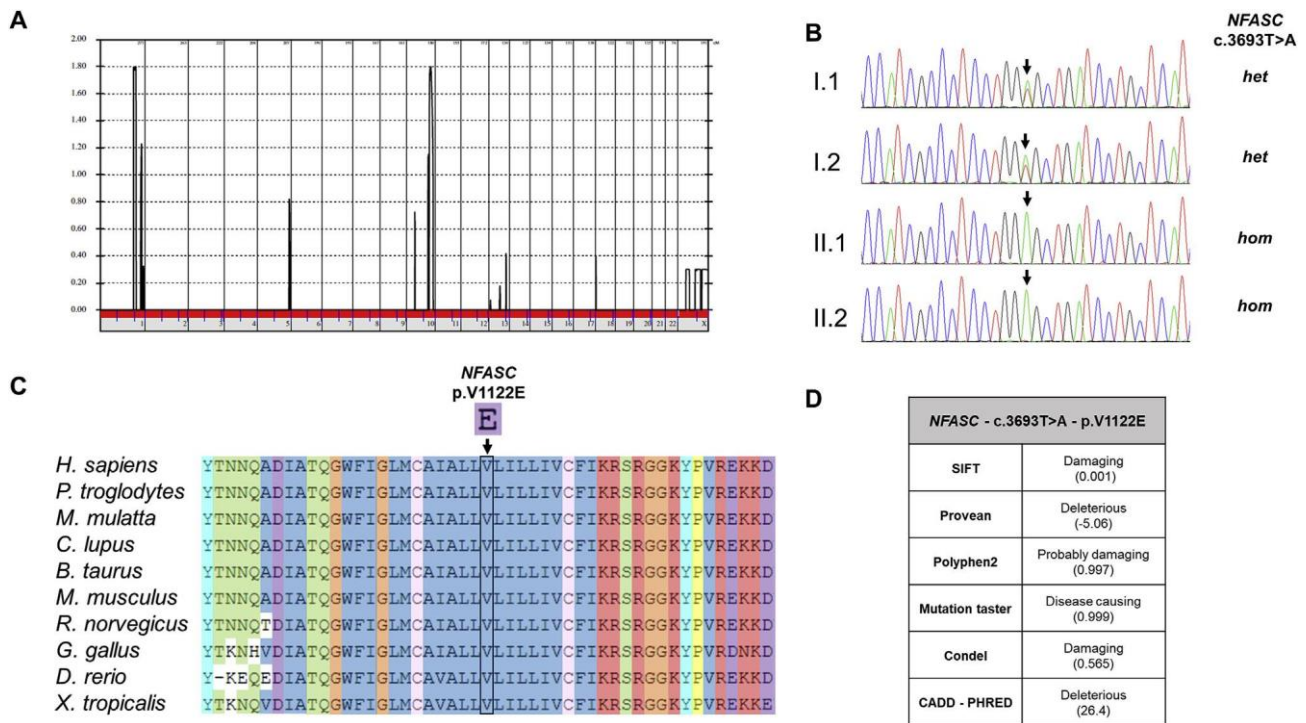 A
2.00
1.80
1.60
1.40
1.20
1.00
0.80
0.60
0.40
0.20
0.00
1 2 3 4 5 6 7 8 9 10 11 12 13 14 15 16 17 18 19 20 21 22 X
B
NFASC
c.3693T>A
I.1 het
I.2 het
II.1 hom
II.2 hom
C
NFASC
p.V1122E
E
H. sapiens YTNNQADIATQGWFIGLMCAIALLVLILLIVCFIKRSRGGKYPVREKKD
P. troglodytes YTNNQADIATQGWFIGLMCAIALLVLILLIVCFIKRSRGGKYPVREKKD
M. mulatta YTNNQADIATQGWFIGLMCAIALLVLILLIVCFIKRSRGGKYPVREKKD
C. lupus YTNNQADIATQGWFIGLMCAIALLVLILLIVCFIKRSRGGKYPVREKKD
B. taurus YTNNQADIATQGWFIGLMCAIALLVLILLIVCFIKRSRGGKYPVREKKD
M. musculus YTNNQADIATQGWFIGLMCAIALLVLILLIVCFIKRSRGGKYPVREKKD
R. norvegicus YTNNQTDIATQGWFIGLMCAIALLVLILLIVCFIKRSRGGKYPVREKKD
G. gallus YTKNHVDIATQGWFIGLMCAIALLVLILLIVCFIKRSRGGKYPVRDNKD
D. rerio Y-KEQEDIATQGWFIGLMCAVALLVLILLIVCFIKRSRGGKYPVREKKD
X. tropicalis YTKNQVDIATQGWFIGLMCAIALLVLILLIVCFIKRSRGGKYPVREKKE
D
NFASC - c.3693T>A - p.V1122E
SIFT Damaging
(0.001)
Provean Deleterious
(-5.06)
Polyphen2 Probably damaging
(0.997)
Mutation taster Disease causing
(0.999)
Condel Damaging
(0.565)
CADD - PHRED Deleterious
(26.4)